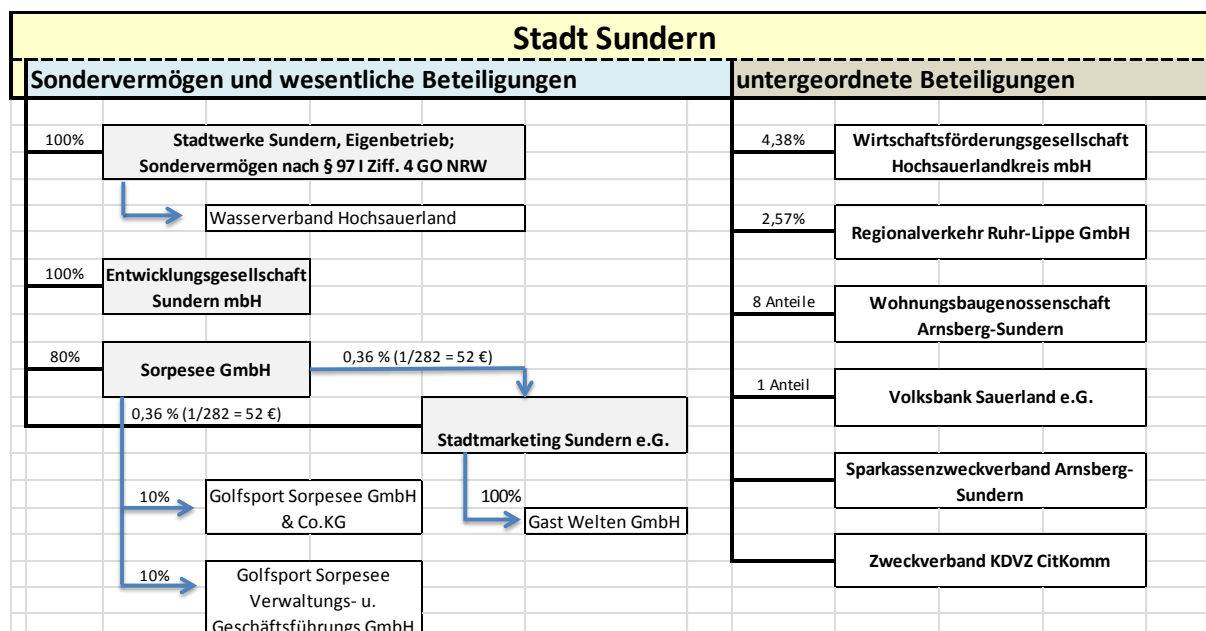 Stadt Sundern
Sondervermögen und wesentliche Beteiligungen
100%
Stadtwerke Sundern, Eigenbetrieb;
Sondervermögen nach § 97 I Ziff. 4 GO NRW
Wasserverband Hochsauerland
100%
Entwicklungsgesellschaft
Sundern mbH
80%
Sorpesee GmbH
0,36 % (1/282 = 52 €)
0,36 % (1/282 = 52 €)
Stadtmarketing Sundern e.G.
10%
Golfsport Sorpesee GmbH
& Co.KG
100%
Gast Welten GmbH
10%
Golfsport Sorpesee
Verwaltungs- u.
Geschäftsführungs GmbH
untergeordnete Beteiligungen
4,38%
Wirtschaftsförderungsgesellschaft
Hochsauerlandkreis mbH
2,57%
Regionalverkehr Ruhr-Lippe GmbH
8 Anteile
Wohnungsbaugenossenschaft
Arnsberg-Sundern
1 Anteil
Volksbank Sauerland e.G.
Sparkassenzweckverband Arnsberg-
Sundern
Zweckverband KDVZ CitKomm